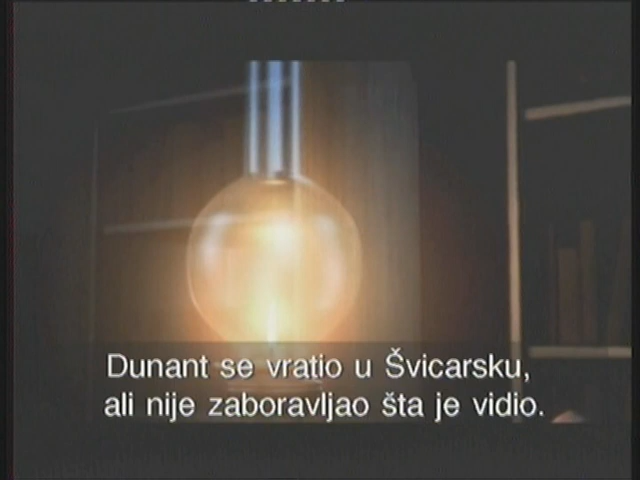 Dunant se vratio u Švicarsku,
ali nije zaboravljao šta je vidio.